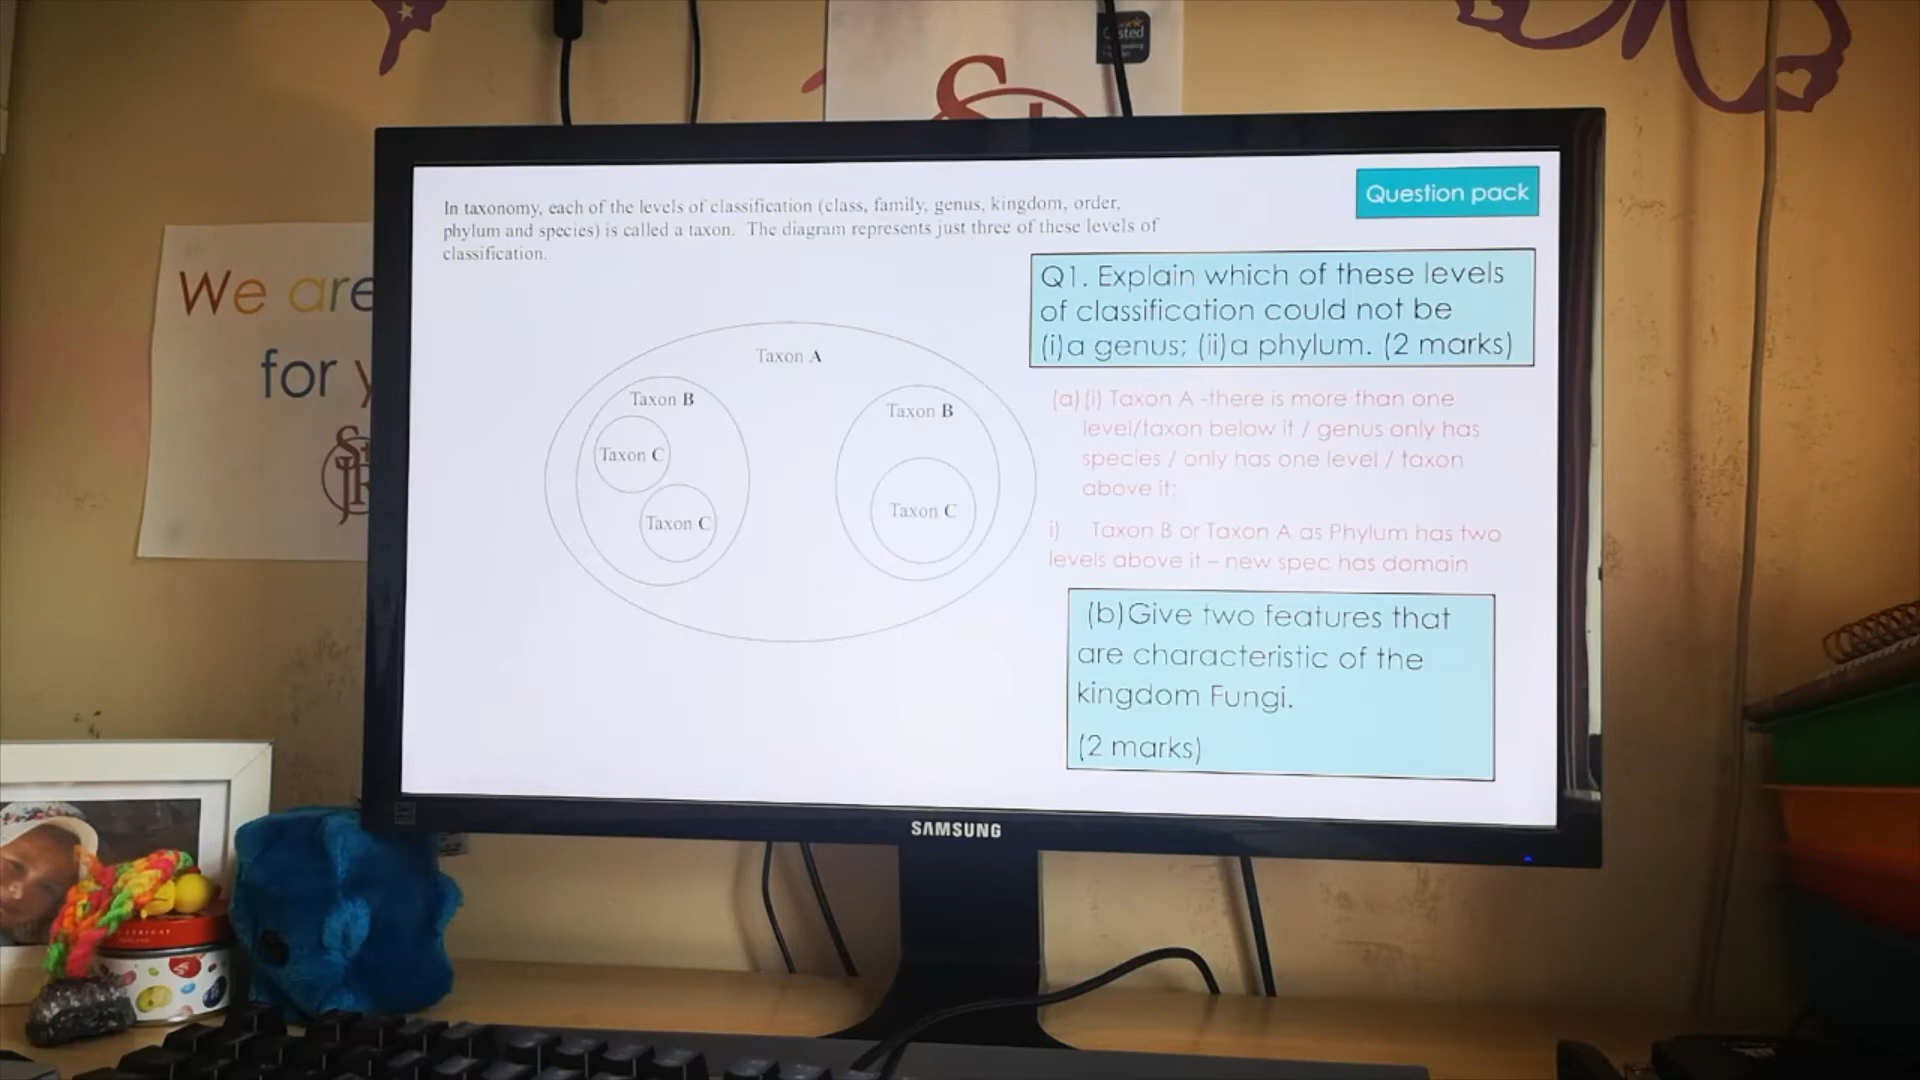 We are
for
In taxonomy, each of the levels of classification (class, family, genus, kingdom, order,
phylum and species) is called a taxon. The diagram represents just three of these levels of
classification.
Question pack
Q1. Explain which of these levels
of classification could not be
(i)a genus; (ii)a phylum. (2 marks)
Taxon A
Taxon B
Taxon C
Taxon C
Taxon B
Taxon C
(a)(i) Taxon A -there is more than one
level/taxon below it / genus only has
species / only has one level / taxon
above it;
i) Taxon B or Taxon A as Phylum has two
levels above it – new spec has domain
(b)Give two features that
are characteristic of the
kingdom Fungi.
(2 marks)
SAMSUNG